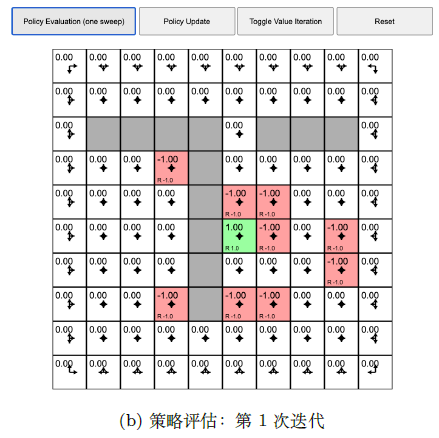 Policy Evaluation (one sweep) Policy Update Toggle Value Iteration Reset
0.00 0.00 0.00 0.00 0.00 0.00 0.00 0.00 0.00 0.00
0.00 0.00 0.00 0.00 0.00 0.00 0.00 0.00 0.00 0.00
0.00 0.00 0.00
0.00 0.00 0.00 -1.00 0.00 0.00 0.00 0.00 0.00
R -1.0
0.00 0.00 0.00 0.00 -1.00 -1.00 0.00 0.00 0.00
R -1.0 R -1.0
0.00 0.00 0.00 0.00 1.00 -1.00 0.00 -1.00 0.00
R 1.0 R -1.0 R -1.0
0.00 0.00 0.00 0.00 0.00 0.00 0.00 -1.00 0.00
R -1.0
0.00 0.00 0.00 -1.00 -1.00 -1.00 0.00 0.00 0.00
R -1.0 R -1.0 R -1.0
0.00 0.00 0.00 0.00 0.00 0.00 0.00 0.00 0.00 0.00
0.00 0.00 0.00 0.00 0.00 0.00 0.00 0.00 0.00 0.00
(b) 策略评估：第 1 次迭代